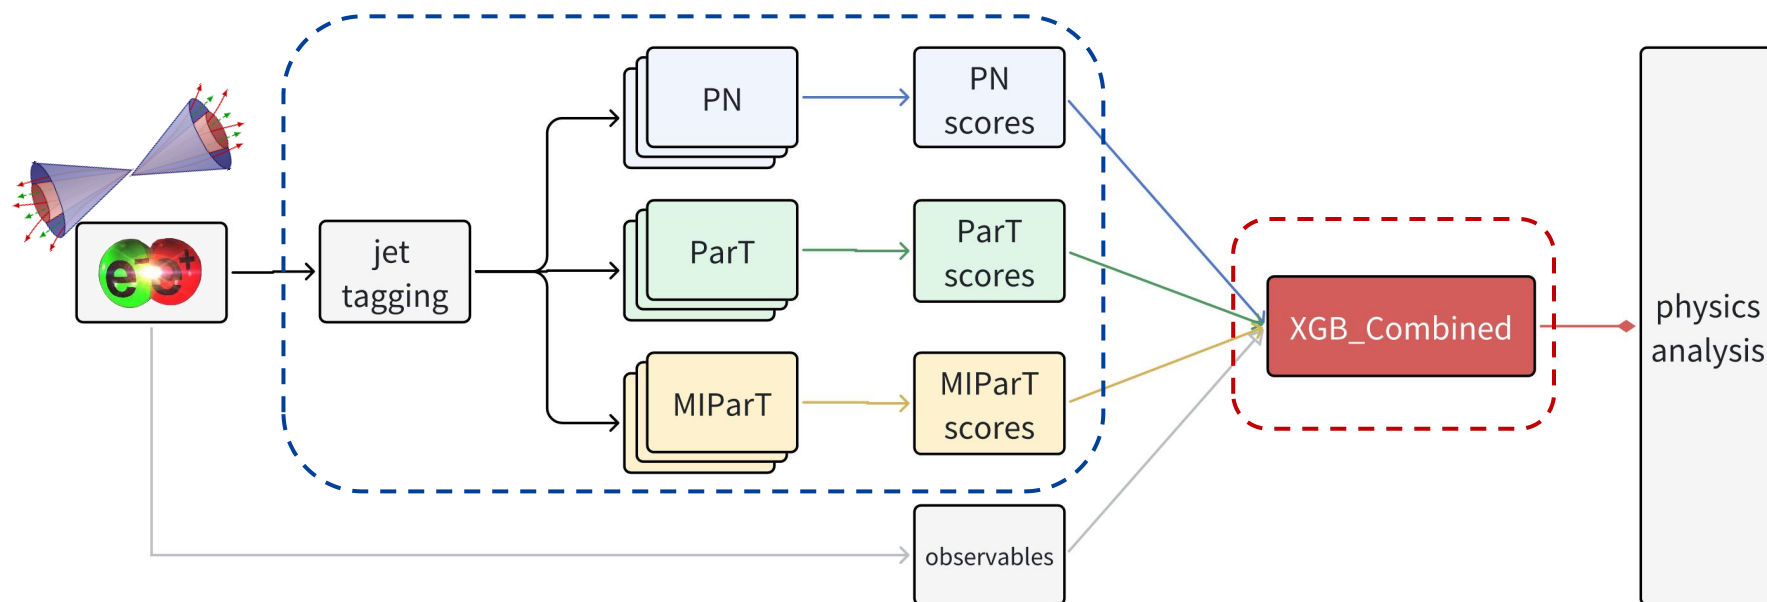 PN
PN
scores
e⁻ e⁺
jet
tagging
ParT
ParT
scores
XGB_Combined
physics
analysis
MIParT
MIParT
scores
observables